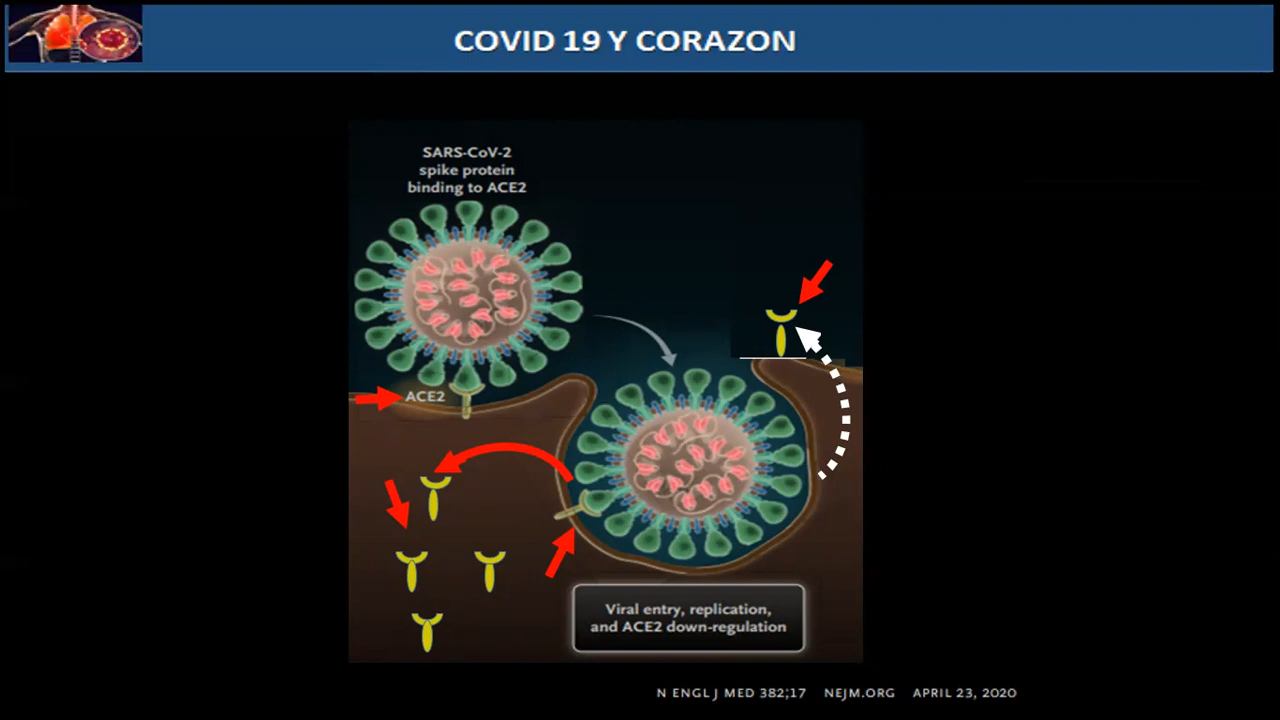 COVID 19 Y CORAZON
SARS-CoV-2
spike protein
binding to ACE2
ACE2
Viral entry, replication,
and ACE2 down-regulation
N ENGL J MED 382;17 NEJM.ORG APRIL 23, 2020